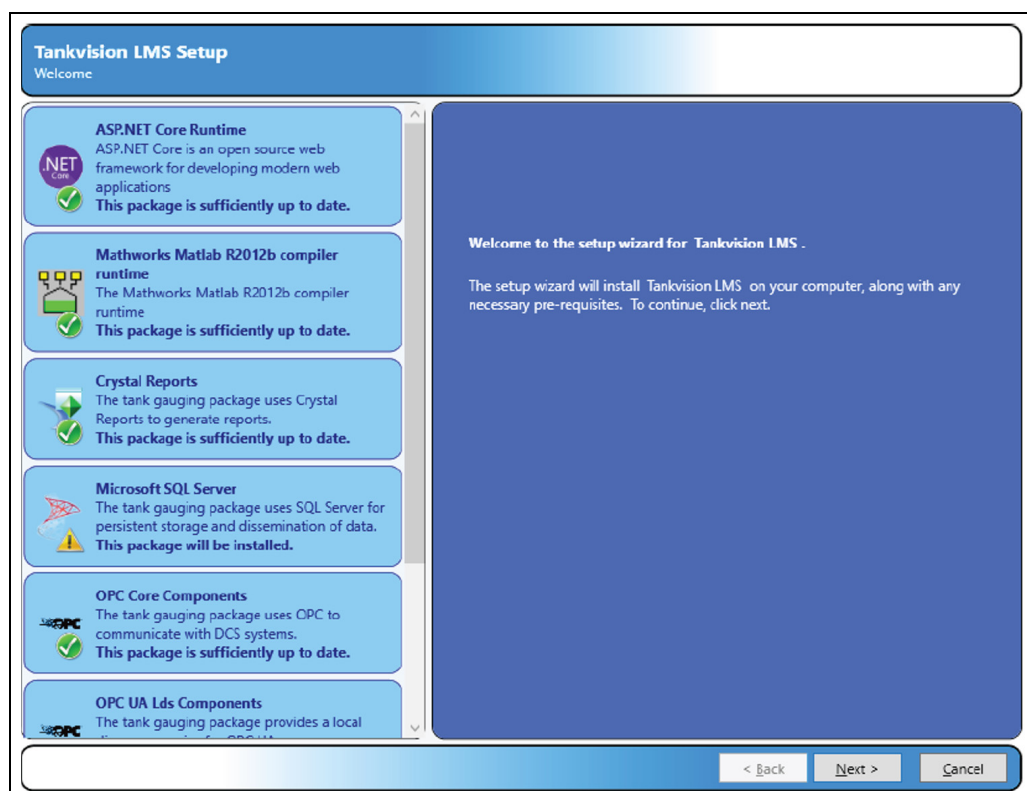 Tankvision LMS Setup
Welcome
ASP.NET Core Runtime
ASP.NET Core is an open source web
framework for developing modern web
applications
This package is sufficiently up to date.
.NET
Core
Mathworks Matlab R2012b compiler
runtime
The Mathworks Matlab R2012b compiler
runtime
This package is sufficiently up to date.
Crystal Reports
The tank gauging package uses Crystal
Reports to generate reports.
This package is sufficiently up to date.
Microsoft SQL Server
The tank gauging package uses SQL Server for
persistent storage and dissemination of data.
This package will be installed.
OPC Core Components
The tank gauging package uses OPC to
communicate with DCS systems.
This package is sufficiently up to date.
OPC
OPC UA Lds Components
The tank gauging package provides a local
OPC
Welcome to the setup wizard for Tankvision LMS .
The setup wizard will install Tankvision LMS on your computer, along with any
necessary pre-requisites. To continue, click next.
< Back
Next >
Cancel